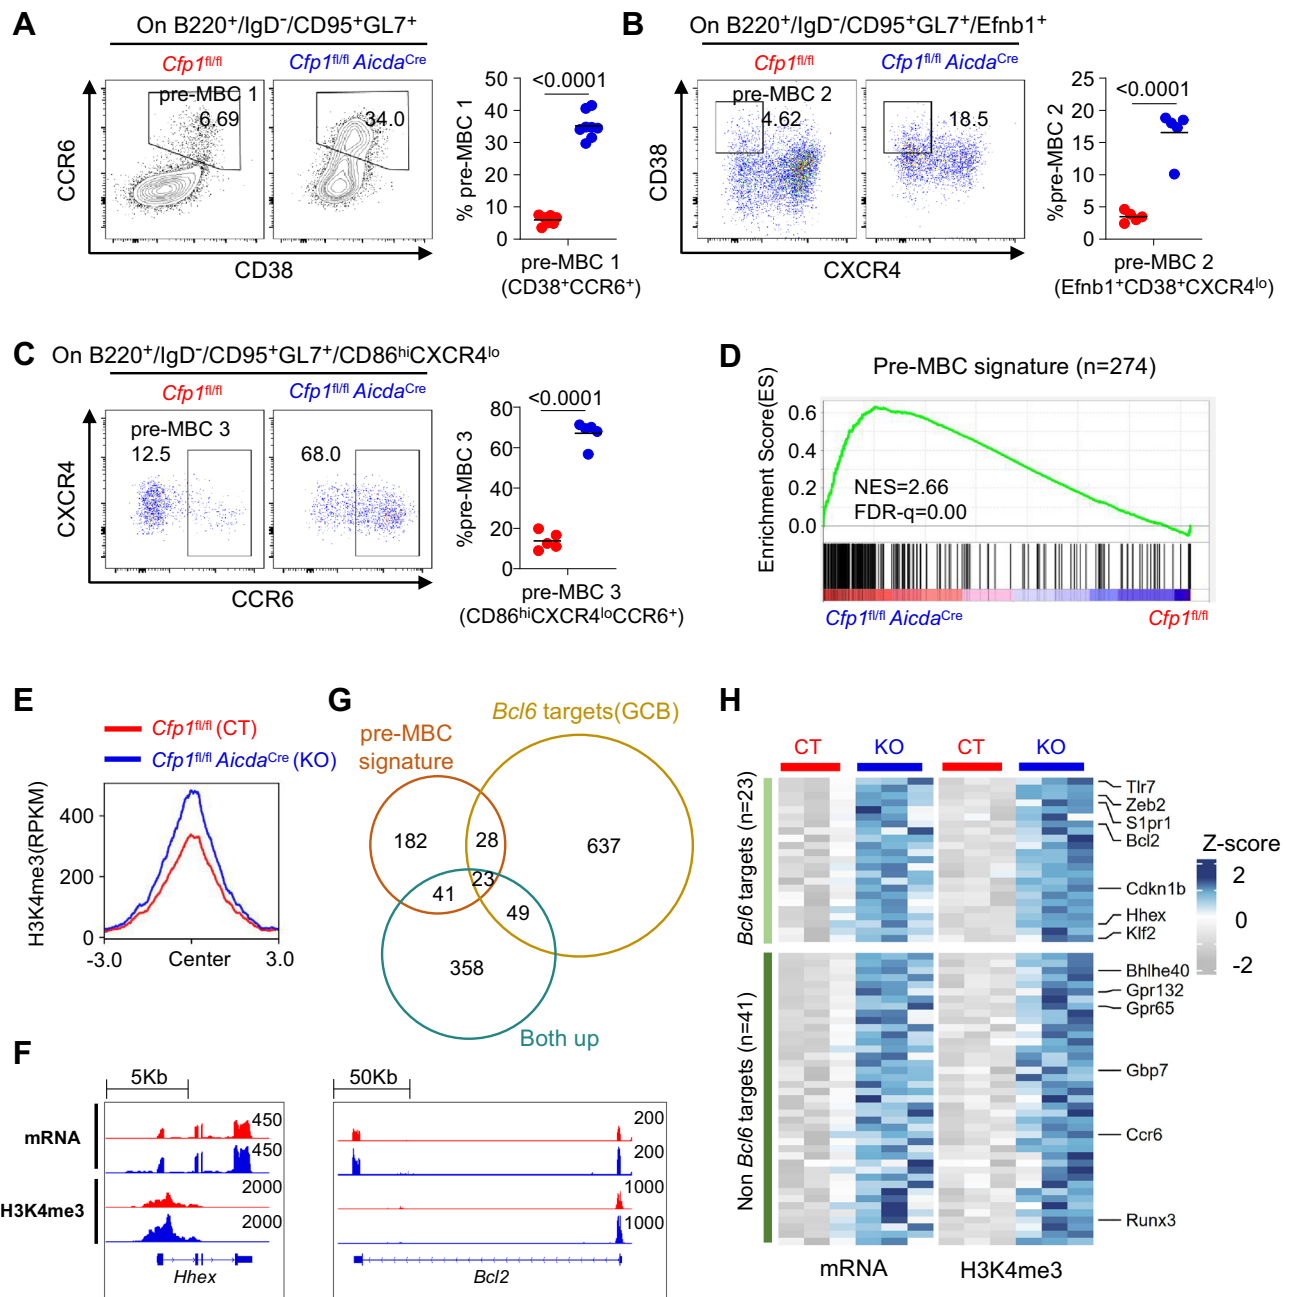 A
On B220⁺/IgD⁻/CD95⁺GL7⁺
Cfp1fl/fl
Cfp1fl/fl AicdaCre
pre-MBC 1
6.69
34.0
CCR6
CD38
50
40
30
20
10
0
<0.0001
% pre-MBC 1
pre-MBC 1
(CD38⁺CCR6⁺)
B
On B220⁺/IgD⁻/CD95⁺GL7⁺/Efnb1⁺
Cfp1fl/fl
Cfp1fl/fl AicdaCre
pre-MBC 2
4.62
18.5
CD38
CXCR4
25
20
15
10
5
0
<0.0001
%pre-MBC 2
pre-MBC 2
(Efnb1⁺CD38⁺CXCR4lo)
C
On B220⁺/IgD⁻/CD95⁺GL7⁺/CD86hiCXCR4lo
Cfp1fl/fl
Cfp1fl/fl AicdaCre
pre-MBC 3
12.5
68.0
CXCR4
CCR6
<0.0001
80
60
40
20
0
%pre-MBC 3
pre-MBC 3
(CD86hiCXCR4loCCR6⁺)
D
Pre-MBC signature (n=274)
Enrichment Score(ES)
0.6
0.4
0.2
0.0
NES=2.66
FDR-q=0.00
Cfp1fl/fl AicdaCre
Cfp1fl/fl
E
Cfp1fl/fl (CT)
Cfp1fl/fl AicdaCre (KO)
H3K4me3(RPKM)
400
200
0
-3.0
Center
3.0
G
Bcl6 targets(GCB)
pre-MBC
signature
182
28
637
23
41
49
358
Both up
H
CT
KO
CT
KO
Bcl6 targets (n=23)
Non Bcl6 targets (n=41)
Tlr7
Zeb2
S1pr1
Bcl2
Cdkn1b
Hhex
Klf2
Bhlhe40
Gpr132
Gpr65
Gbp7
Ccr6
Runx3
Z-score
2
0
-2
mRNA
H3K4me3
F
5Kb
50Kb
mRNA
H3K4me3
450
450
2000
2000
200
200
1000
1000
Hhex
Bcl2